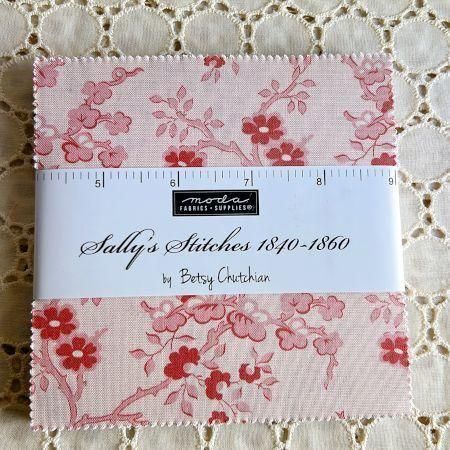 5 6 7 8 9
moda
FABRICS + SUPPLIES®
Sally's Stitches 1840-1860
by Betsy Chutchian